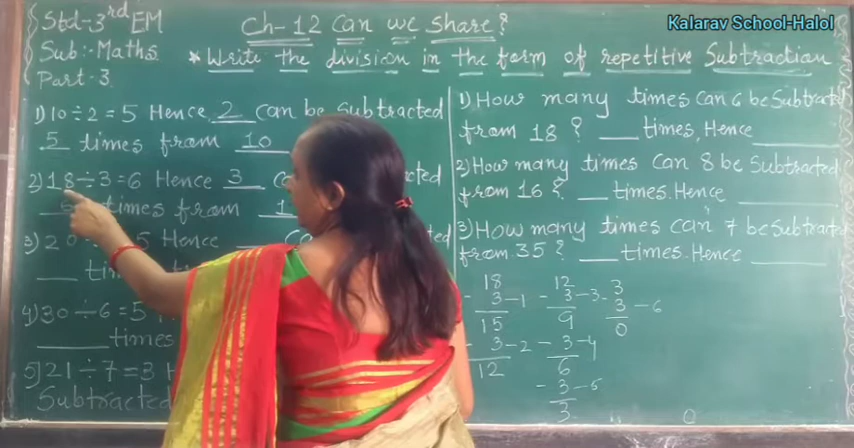 Kalarav School-Halol
Std-3rd EM
Sub:-Maths
Part-3
Ch-12 Can we Share?
*Write the division in the form of repetitive Subtraction
1) 10÷2=5 Hence 2 can be Subtracted
5 times from 10
2) 18÷3=6 Hence 3
6 times from 1
3) 20 5 Hence
4) 30÷6=5
times
5) 21÷7=3 H
Subtracted
1) How many times can 6 be Subtracted
from 18? ___ times, Hence ___
2) How many times can 8 be Subtracted
from 16? ___ times. Hence ___
3) How many times can 7 be Subtracted
from 35? ___ times. Hence ___
18
- 3-1
15
- 3-2
12
12
- 3-3
9
- 3-4
6
- 3-5
3
3
3-6
0